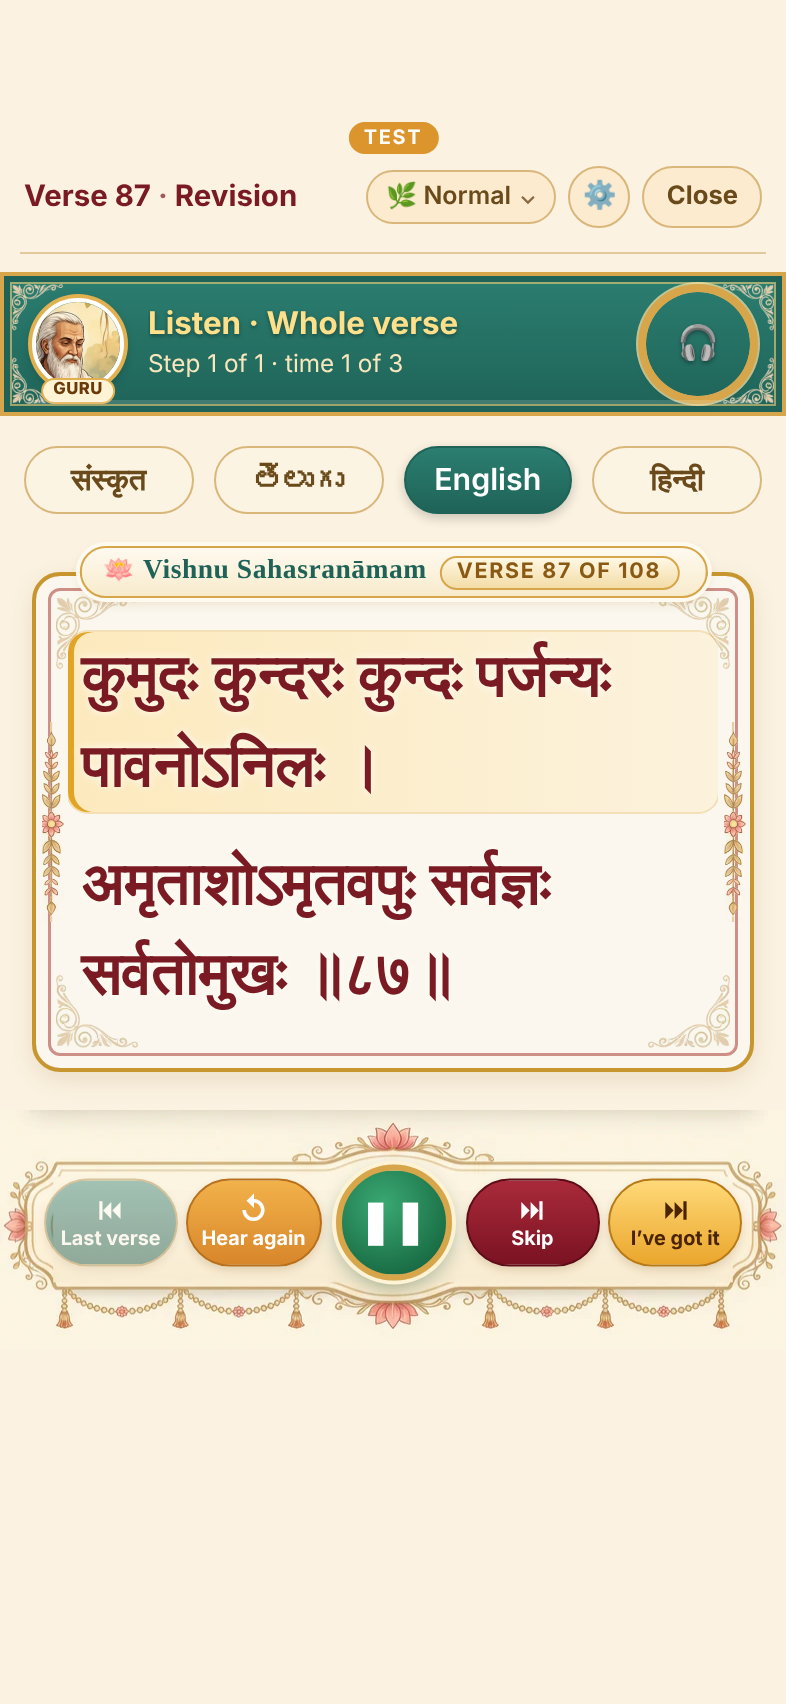 TEST
Verse 87 · Revision
Normal
Close
Listen · Whole verse
Step 1 of 1 · time 1 of 3
GURU
संस्कृत
తెలుగు
English
हिन्दी
Vishnu Sahasranāmam
VERSE 87 OF 108
कुमुदः कुन्दरः कुन्दः पर्जन्यः
पावनोऽनिलः ।
अमृताशोऽमृतवपुः सर्वज्ञः
सर्वतोमुखः ॥८७॥
Last verse
Hear again
Skip
I’ve got it